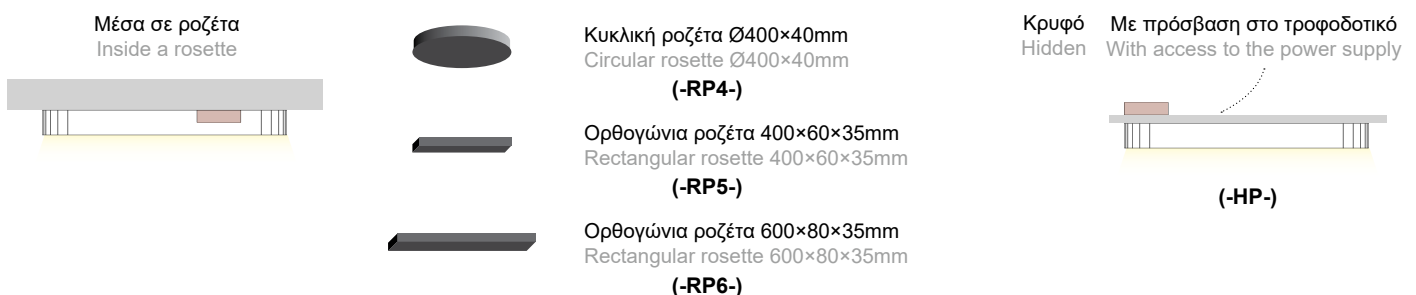 Μέσα σε ροζέτα
Inside a rosette
Κυκλική ροζέτα Ø400×40mm
Circular rosette Ø400×40mm
(-RP4-)
Ορθογώνια ροζέτα 400×60×35mm
Rectangular rosette 400×60×35mm
(-RP5-)
Ορθογώνια ροζέτα 600×80×35mm
Rectangular rosette 600×80×35mm
(-RP6-)
Κρυφό
Hidden
Με πρόσβαση στο τροφοδοτικό
With access to the power supply
(-HP-)